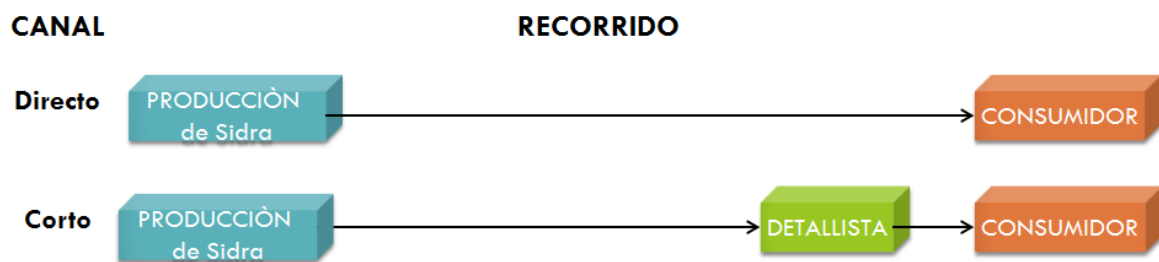 CANAL RECORRIDO
Directo
PRODUCCIÒN
de Sidra
CONSUMIDOR
Corto
PRODUCCIÒN
de Sidra
DETALLISTA
CONSUMIDOR